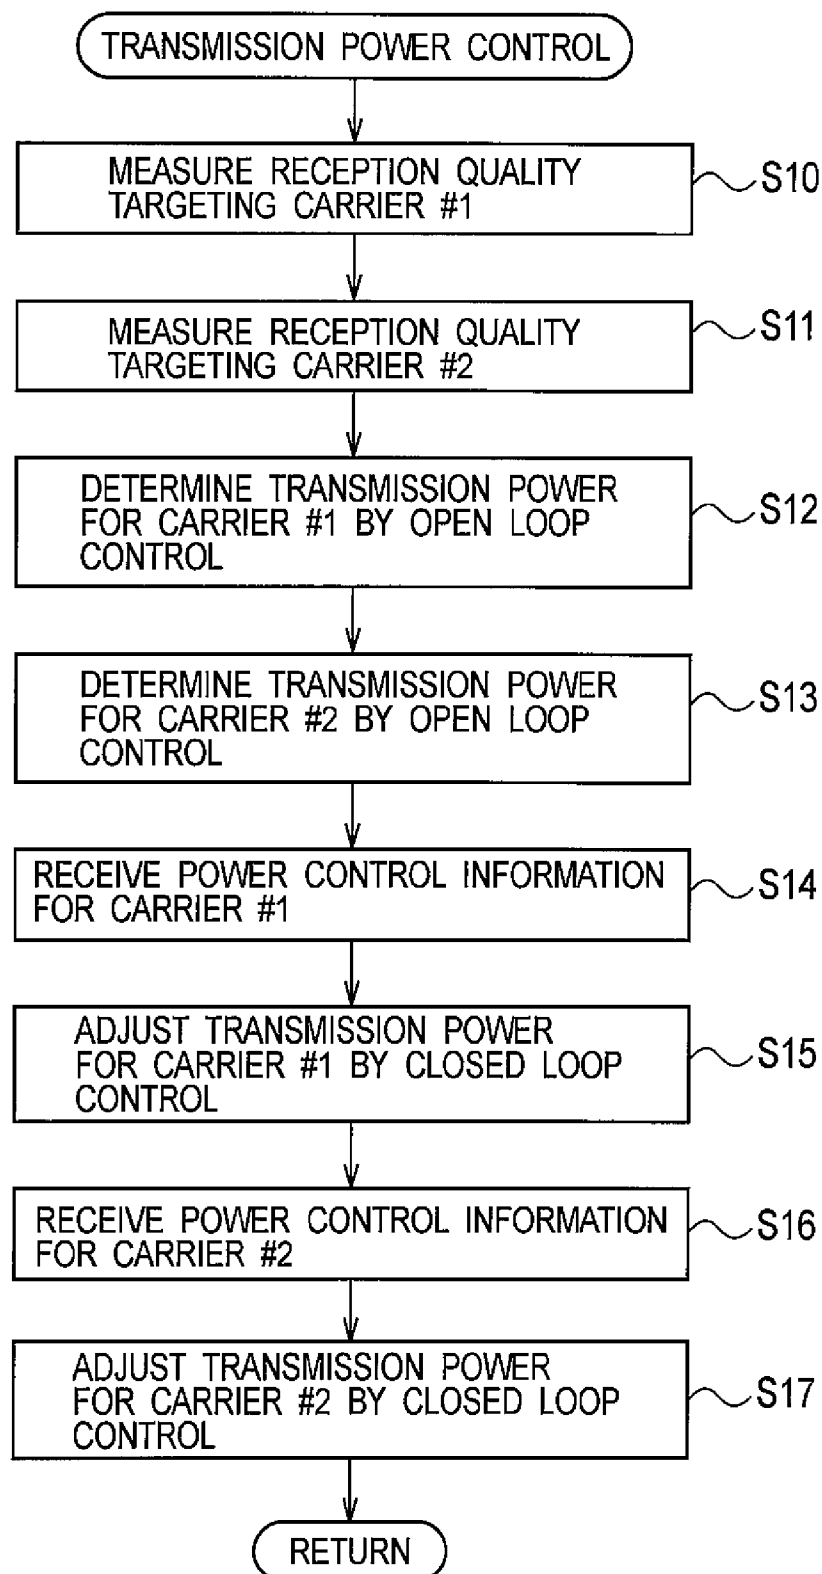 TRANSMISSION POWER CONTROL
MEASURE RECEPTION QUALITY
TARGETING CARRIER #1
S10
MEASURE RECEPTION QUALITY
TARGETING CARRIER #2
S11
DETERMINE TRANSMISSION POWER
FOR CARRIER #1 BY OPEN LOOP
CONTROL
S12
DETERMINE TRANSMISSION POWER
FOR CARRIER #2 BY OPEN LOOP
CONTROL
S13
RECEIVE POWER CONTROL INFORMATION
FOR CARRIER #1
S14
ADJUST TRANSMISSION POWER
FOR CARRIER #1 BY CLOSED LOOP
CONTROL
S15
RECEIVE POWER CONTROL INFORMATION
FOR CARRIER #2
S16
ADJUST TRANSMISSION POWER
FOR CARRIER #2 BY CLOSED LOOP
CONTROL
S17
RETURN